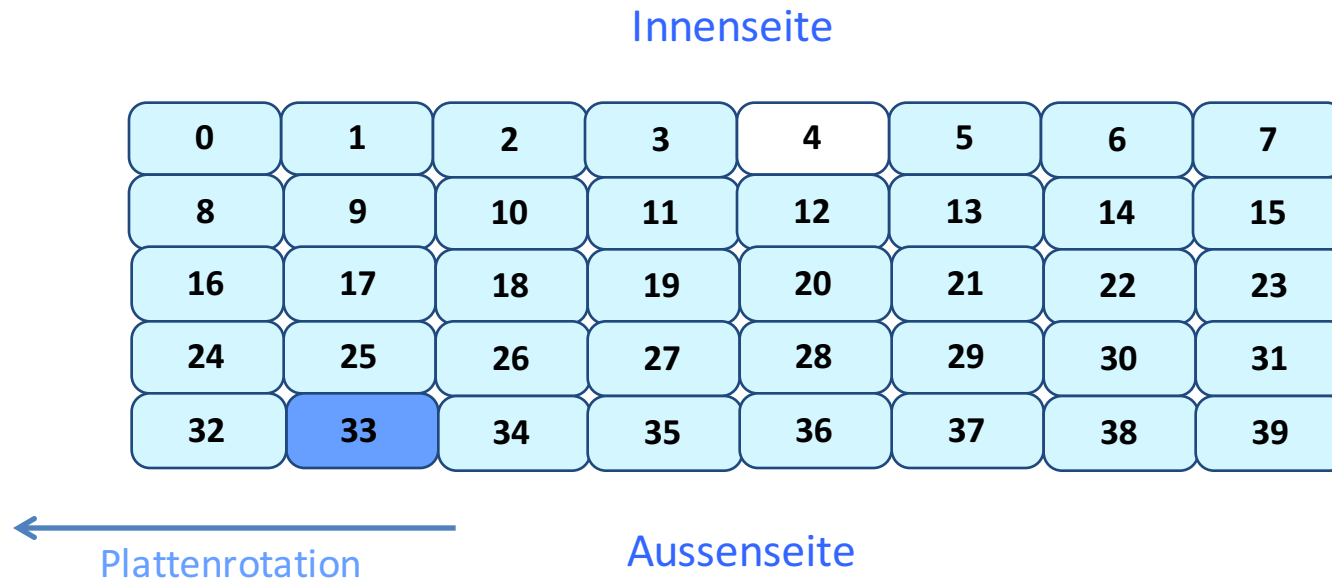 Innenseite
0 1 2 3 4 5 6 7
8 9 10 11 12 13 14 15
16 17 18 19 20 21 22 23
24 25 26 27 28 29 30 31
32 33 34 35 36 37 38 39
Plattenrotation
Aussenseite